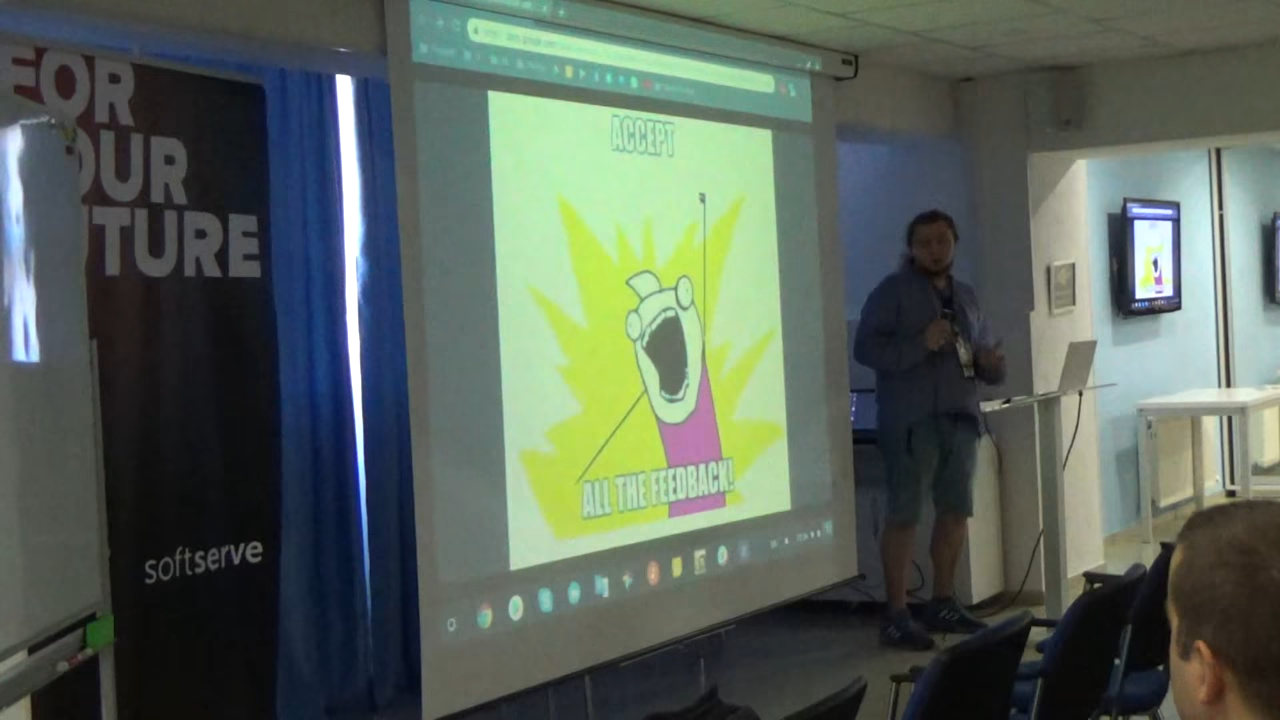 FOR
OUR
TURE
softserve
ACCEPT
ALL THE FEEDBACK!